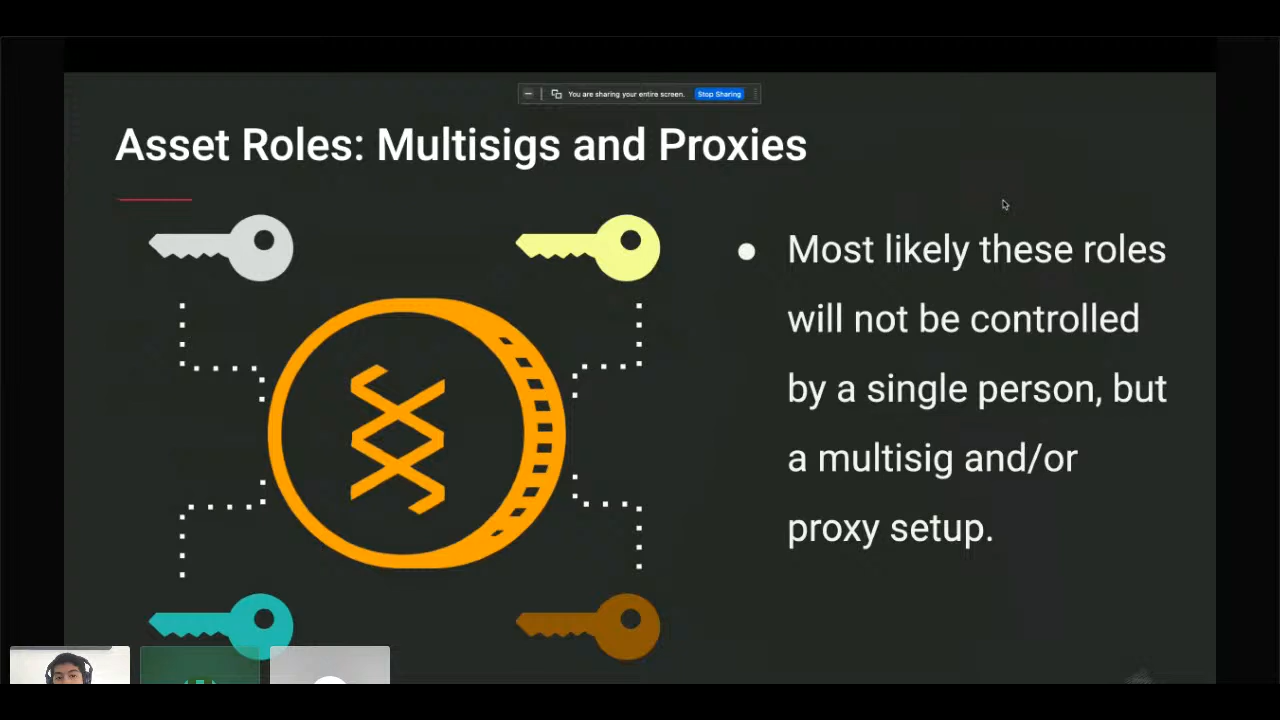 You are sharing your entire screen. Stop Sharing
Asset Roles: Multisigs and Proxies
● Most likely these roles
will not be controlled
by a single person, but
a multisig and/or
proxy setup.